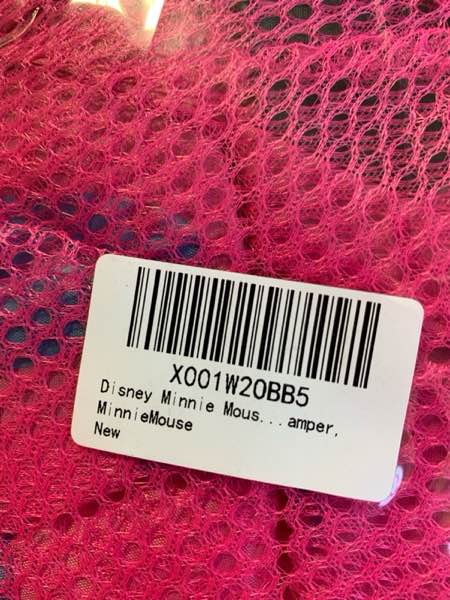 X001W20BB5
Disney Minnie Mous...amper,
MinnieMouse
New